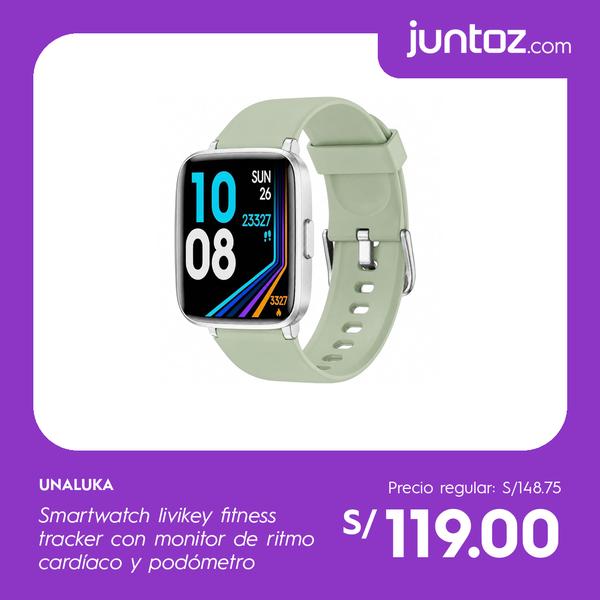 juntoz.com
10
08
SUN
26
23327
3327
UNALUKA
Smartwatch livikey fitness
tracker con monitor de ritmo
cardíaco y podómetro
Precio regular: S/148.75
S/119.00